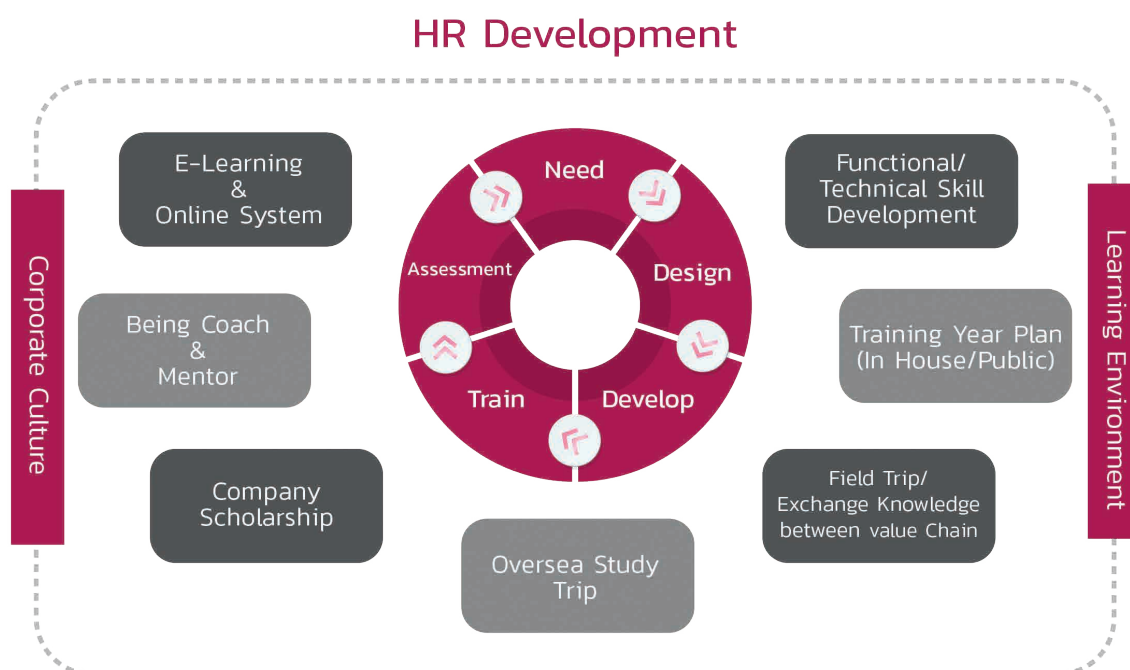 HR Development
E-Learning
&
Online System
Functional/
Technical Skill
Development
Need
Assessment
Design
Train
Develop
Corporate Culture
Learning Environment
Being Coach
&
Mentor
Training Year Plan
(In House/Public)
Company
Scholarship
Field Trip/
Exchange Knowledge
between value Chain
Oversea Study
Trip